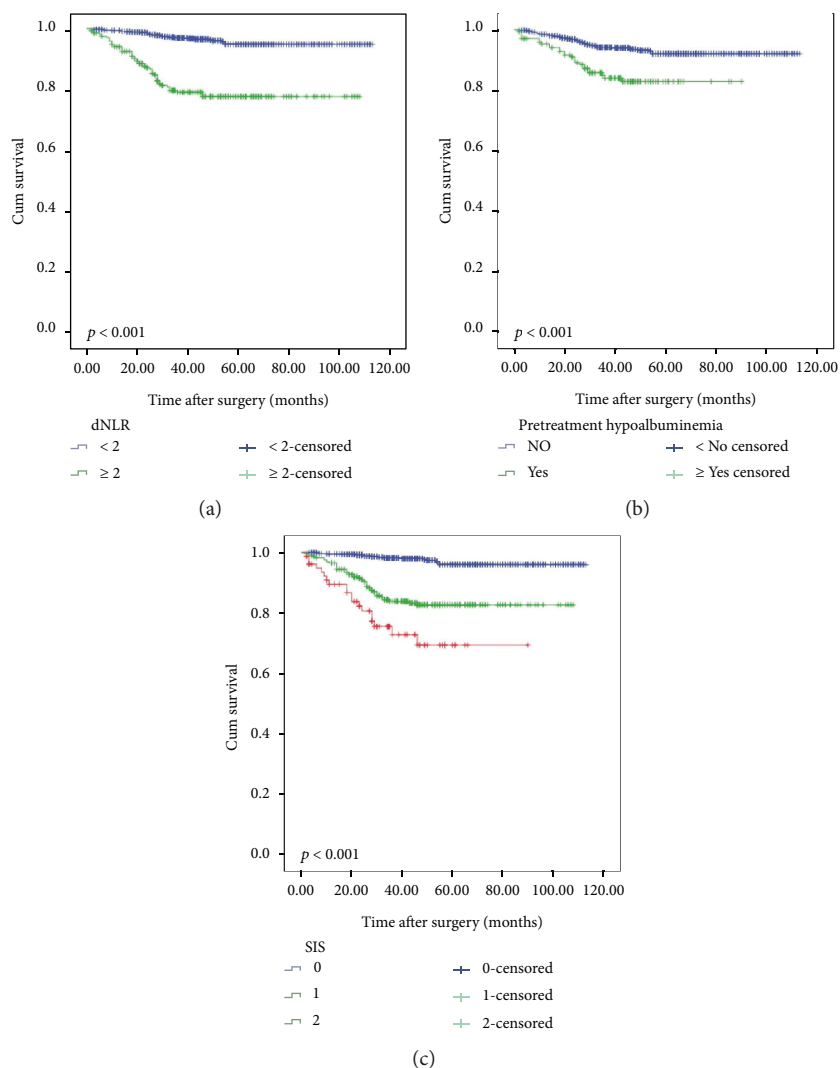 1.0
0.8
0.6
0.4
0.2
0.0
Cum survival
p < 0.001
0.00 20.00 40.00 60.00 80.00 100.00 120.00
Time after surgery (months)
dNLR
< 2 < 2-censored
≥ 2 ≥ 2-censored
(a)
1.0
0.8
0.6
0.4
0.2
0.0
Cum survival
p < 0.001
0.00 20.00 40.00 60.00 80.00 100.00 120.00
Time after surgery (months)
Pretreatment hypoalbuminemia
NO < No censored
Yes ≥ Yes censored
(b)
1.0
0.8
0.6
0.4
0.2
0.0
Cum survival
p < 0.001
0.00 20.00 40.00 60.00 80.00 100.00 120.00
Time after surgery (months)
SIS
0 0-censored
1 1-censored
2 2-censored
(c)